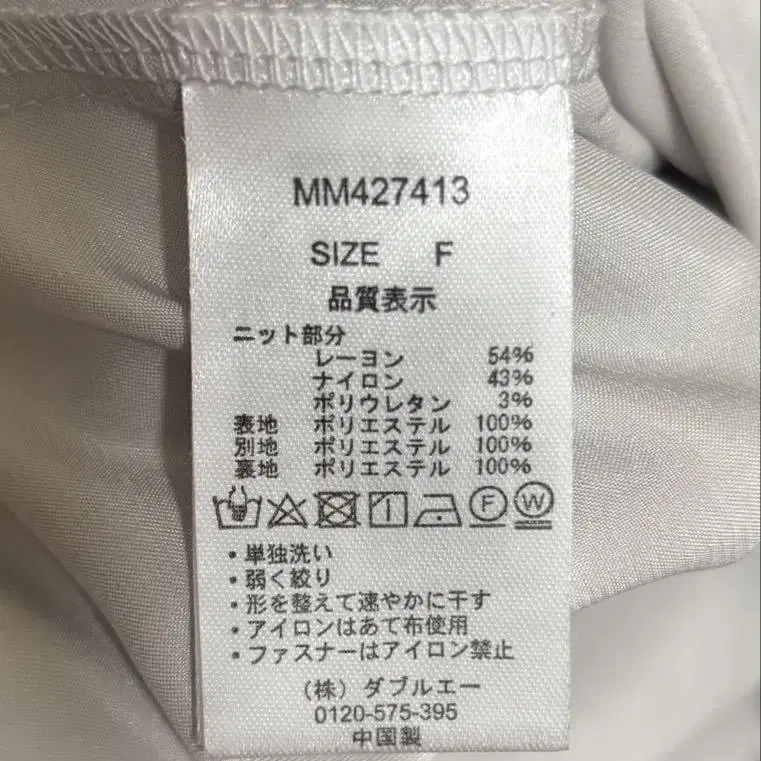 MM427413
SIZE F
品質表示
ニット部分
レーヨン 54%
ナイロン 43%
ポリウレタン 3%
表地 ポリエステル 100%
別地 ポリエステル 100%
裏地 ポリエステル 100%
F W
・単独洗い
・弱く絞り
・形を整えて速やかに干す
・アイロンはあて布使用
・ファスナーはアイロン禁止
(株) ダブルエー
0120-575-395
中国製